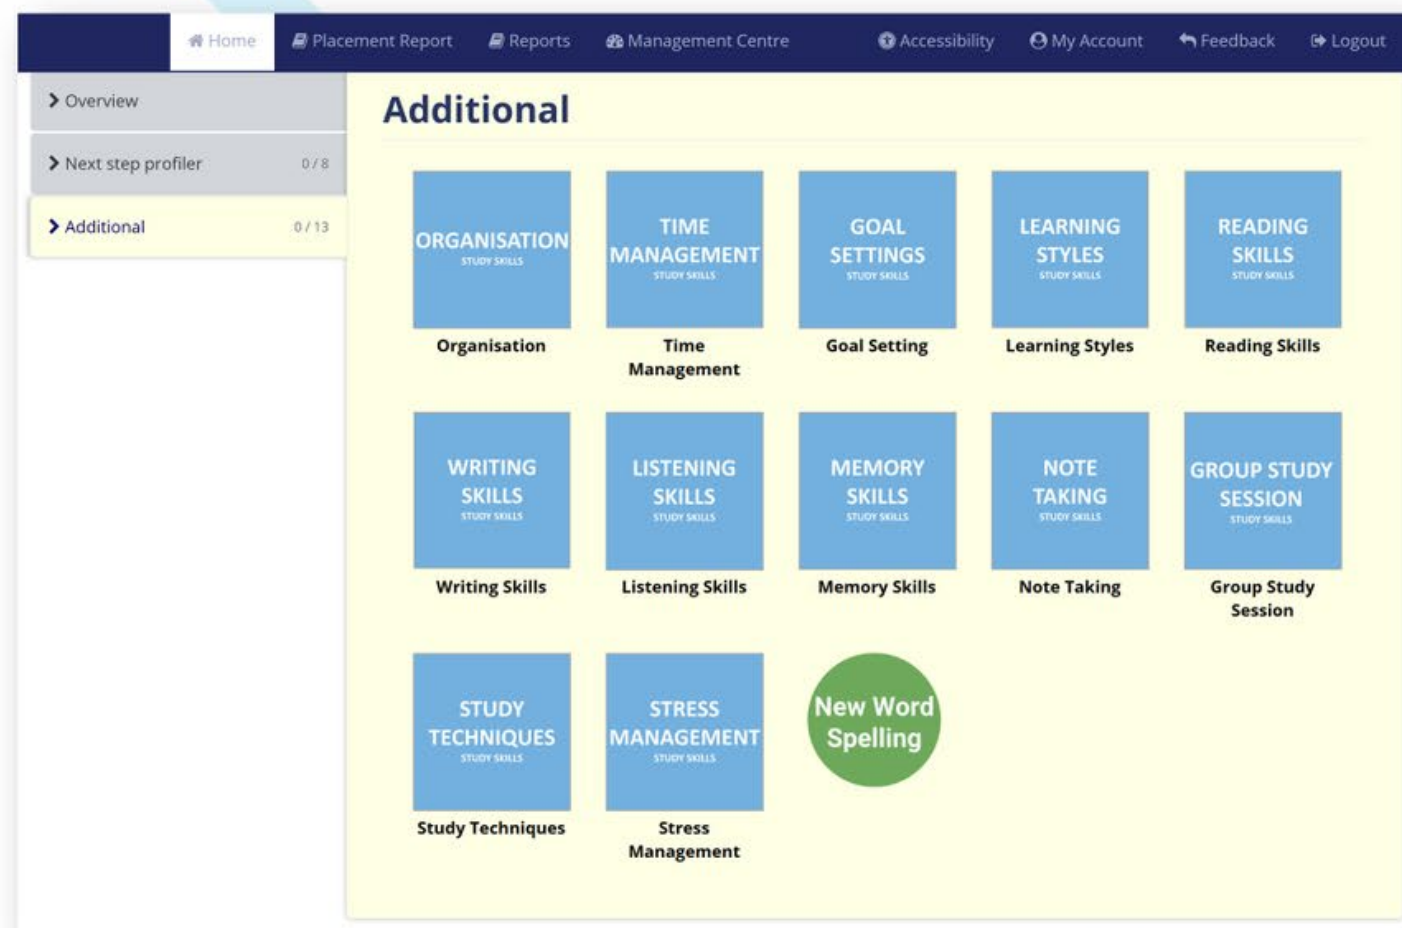 Home Placement Report Reports Management Centre Accessibility My Account Feedback Logout
Overview
Next step profiler 0 / 8
Additional 0 / 13
Additional
ORGANISATION
STUDY SKILLS
Organisation
TIME
MANAGEMENT
STUDY SKILLS
Time
Management
GOAL
SETTINGS
STUDY SKILLS
Goal Setting
LEARNING
STYLES
STUDY SKILLS
Learning Styles
READING
SKILLS
STUDY SKILLS
Reading Skills
WRITING
SKILLS
STUDY SKILLS
Writing Skills
LISTENING
SKILLS
STUDY SKILLS
Listening Skills
MEMORY
SKILLS
STUDY SKILLS
Memory Skills
NOTE
TAKING
STUDY SKILLS
Note Taking
GROUP STUDY
SESSION
STUDY SKILLS
Group Study
Session
STUDY
TECHNIQUES
STUDY SKILLS
Study Techniques
STRESS
MANAGEMENT
STUDY SKILLS
Stress
Management
New Word
Spelling